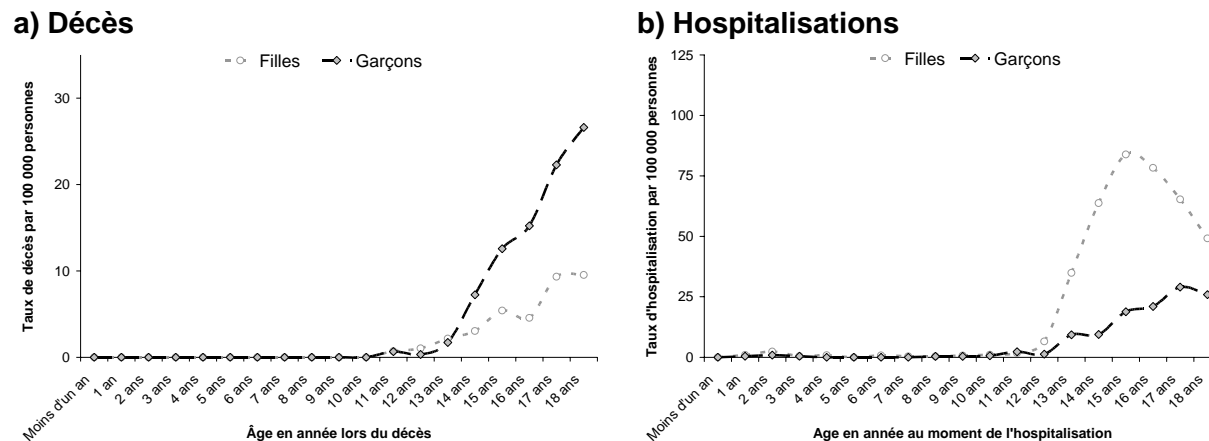 a) Décès
Filles
Garçons
Taux de décès par 100 000 personnes
30
20
10
0
Moins d'un an
1 an
2 ans
3 ans
4 ans
5 ans
6 ans
7 ans
8 ans
9 ans
10 ans
11 ans
12 ans
13 ans
14 ans
15 ans
16 ans
17 ans
18 ans
Âge en année lors du décès
b) Hospitalisations
Filles
Garçons
Taux d'hospitalisation par 100 000 personnes
125
100
75
50
25
0
Moins d'un an
1 an
2 ans
3 ans
4 ans
5 ans
6 ans
7 ans
8 ans
9 ans
10 ans
11 ans
12 ans
13 ans
14 ans
15 ans
16 ans
17 ans
18 ans
Age en année au moment de l'hospitalisation